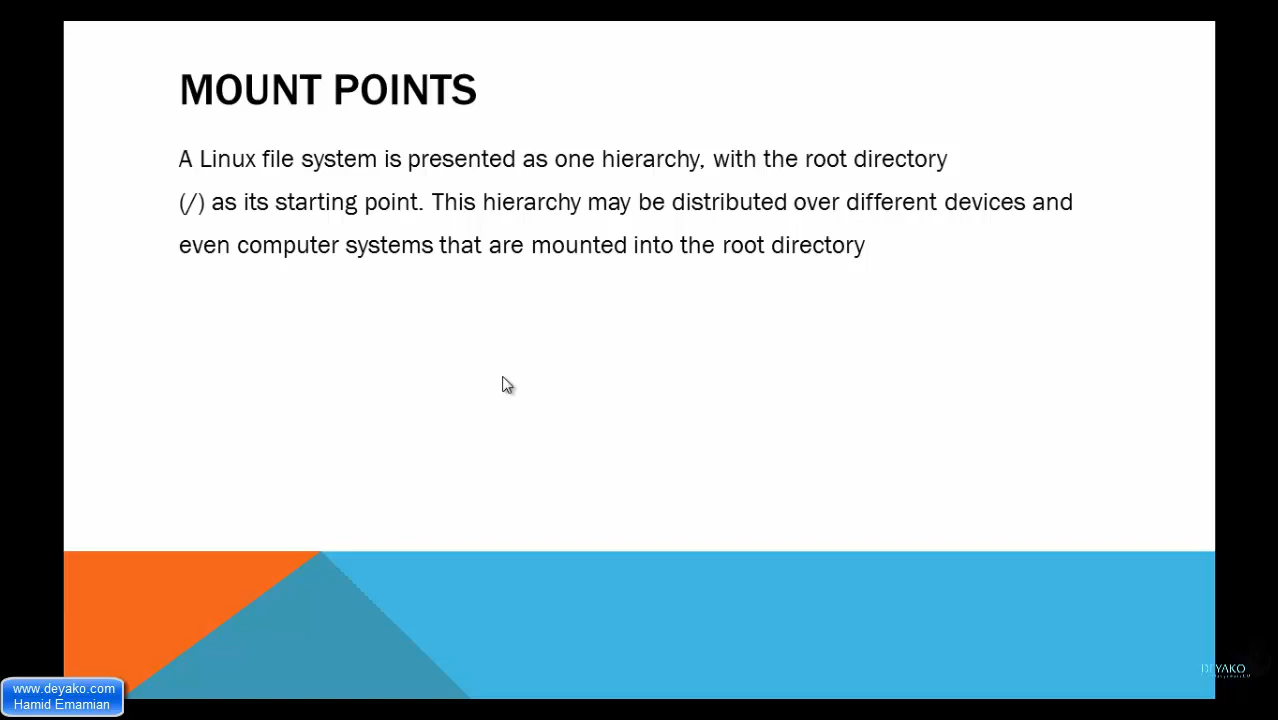 MOUNT POINTS
A Linux file system is presented as one hierarchy, with the root directory
(/) as its starting point. This hierarchy may be distributed over different devices and
even computer systems that are mounted into the root directory
www.deyako.com
Hamid Emamian
DEYAKO